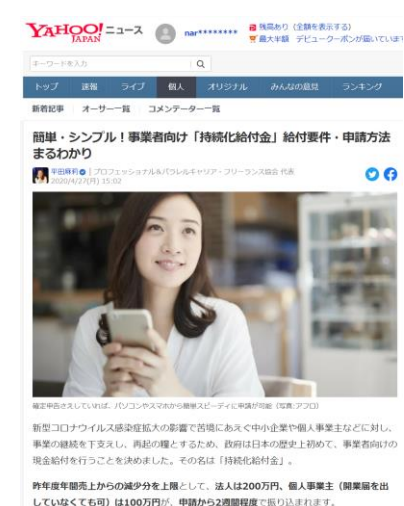 YAHOO! ニュース
JAPAN
nar********
残高あり（全額を表示する）
最大半額 デビュークーポンが届いています
キーワードを入力
トップ 速報 ライブ 個人 オリジナル みんなの意見 ランキング
新着記事 オーサー一覧 コメンテーター一覧
簡単・シンプル！事業者向け「持続化給付金」給付要件・申請方法
まるわかり
平田麻莉 | プロフェッショナル&パラレルキャリア・フリーランス協会 代表
2020/4/27(月) 15:02
確定申告さえしていれば、パソコンやスマホから簡単スピーディに申請が可能（写真:アフロ）
新型コロナウイルス感染症拡大の影響で苦境にあえぐ中小企業や個人事業主などに対し、
事業の継続を下支えし、再起の糧とするため、政府は日本の歴史上初めて、事業者向けの
現金給付を行うことを決めました。その名は「持続化給付金」。
昨年度年間売上からの減少分を上限として、法人は200万円、個人事業主（開業届を出
していなくても可）は100万円が、申請から2週間程度で振り込まれます。